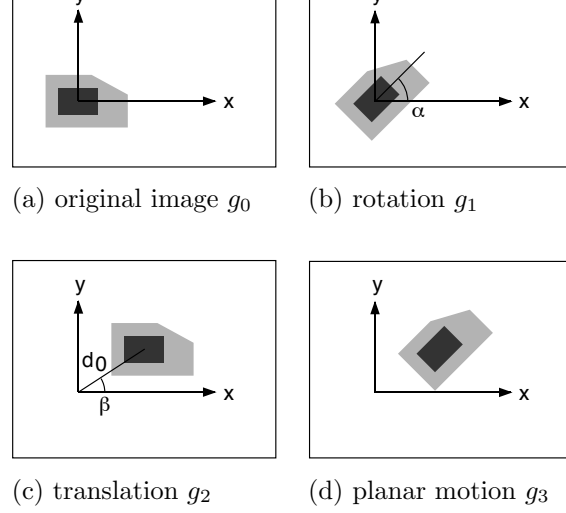 y
y
x
x
α
(a) original image g0
(b) rotation g1
y
y
d0
β
x
x
(c) translation g2
(d) planar motion g3